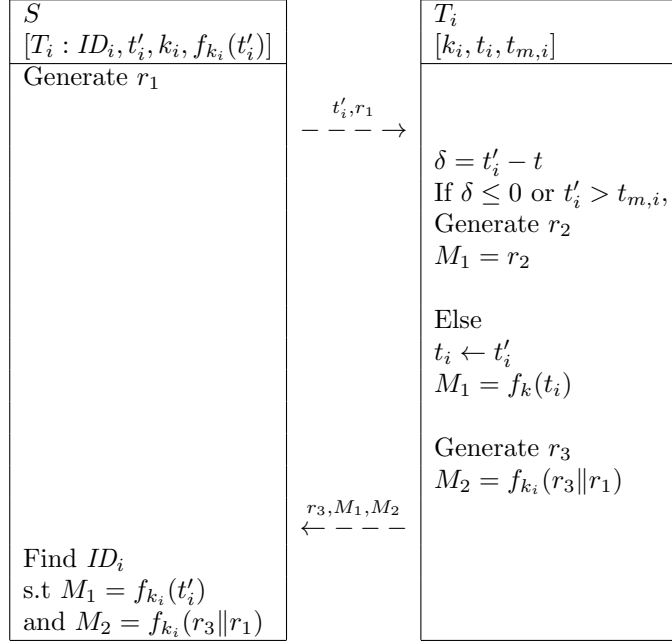 S
[T_i : ID_i, t'_i, k_i, f_{k_i}(t'_i)]
Generate r_1
t'_i, r_1
− − − →
T_i
[k_i, t_i, t_{m,i}]
δ = t'_i − t
If δ ≤ 0 or t'_i > t_{m,i},
Generate r_2
M_1 = r_2
Else
t_i ← t'_i
M_1 = f_k(t_i)
Generate r_3
M_2 = f_{k_i}(r_3‖r_1)
r_3, M_1, M_2
← − − −
Find ID_i
s.t M_1 = f_{k_i}(t'_i)
and M_2 = f_{k_i}(r_3‖r_1)